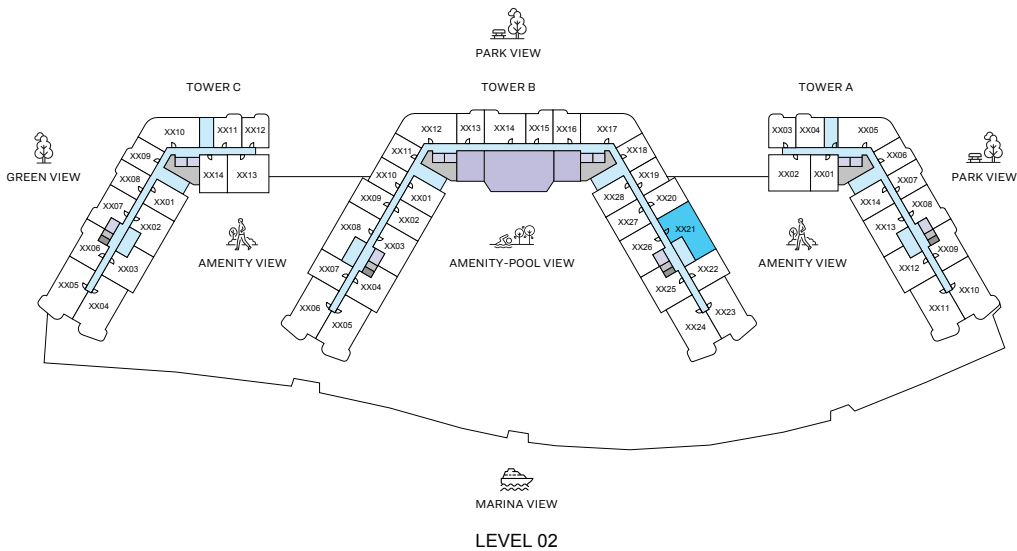 PARK VIEW
TOWER C
TOWER B
TOWER A
GREEN VIEW
PARK VIEW
XX10
XX11
XX12
XX09
XX08
XX14
XX13
XX07
XX01
XX02
XX06
XX03
XX05
XX04
AMENITY VIEW
XX12
XX13
XX14
XX15
XX16
XX17
XX11
XX18
XX10
XX19
XX09
XX01
XX28
XX20
XX08
XX02
XX27
XX21
XX03
XX26
XX07
XX04
XX25
XX22
XX06
XX05
XX24
XX23
AMENITY-POOL VIEW
AMENITY VIEW
XX03
XX04
XX05
XX02
XX01
XX06
XX07
XX14
XX08
XX13
XX09
XX12
XX10
XX11
MARINA VIEW
LEVEL 02